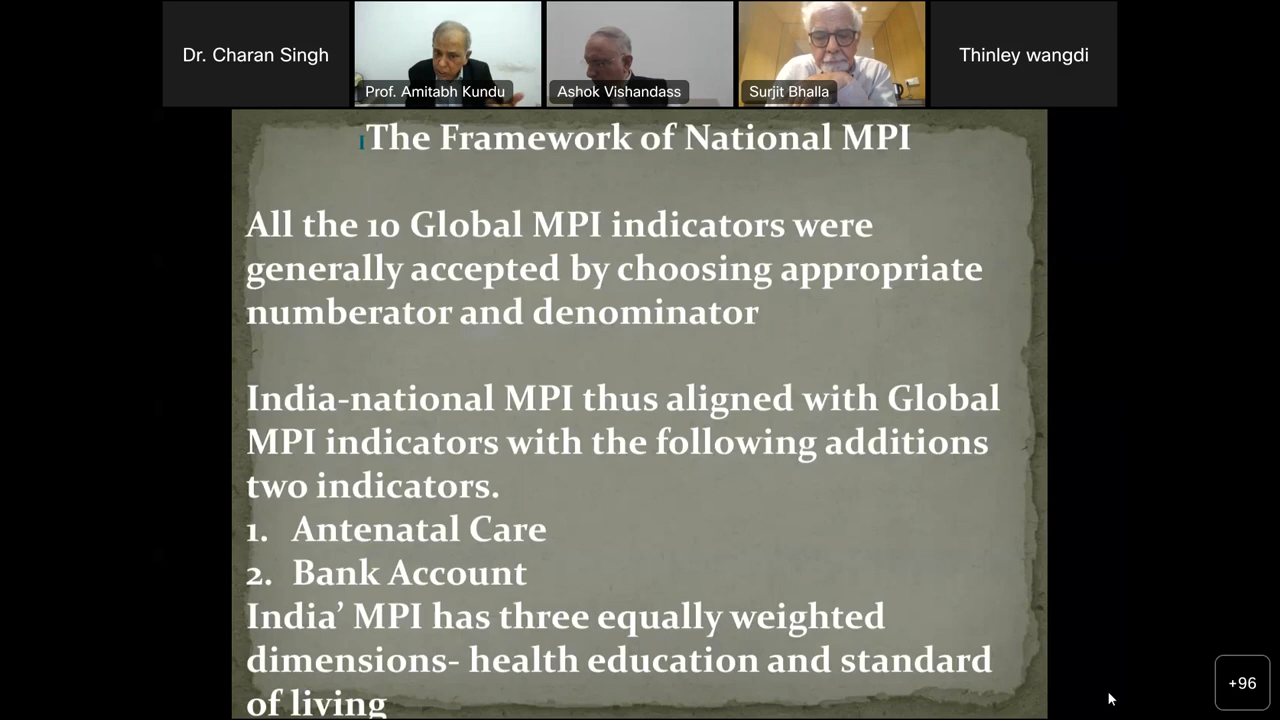 Dr. Charan Singh
Prof. Amitabh Kundu
Ashok Vishandass
Surjit Bhalla
Thinley wangdi
IThe Framework of National MPI
All the 10 Global MPI indicators were
generally accepted by choosing appropriate
numberator and denominator
India-national MPI thus aligned with Global
MPI indicators with the following additions
two indicators.
1. Antenatal Care
2. Bank Account
India’ MPI has three equally weighted
dimensions- health education and standard
of living
+96